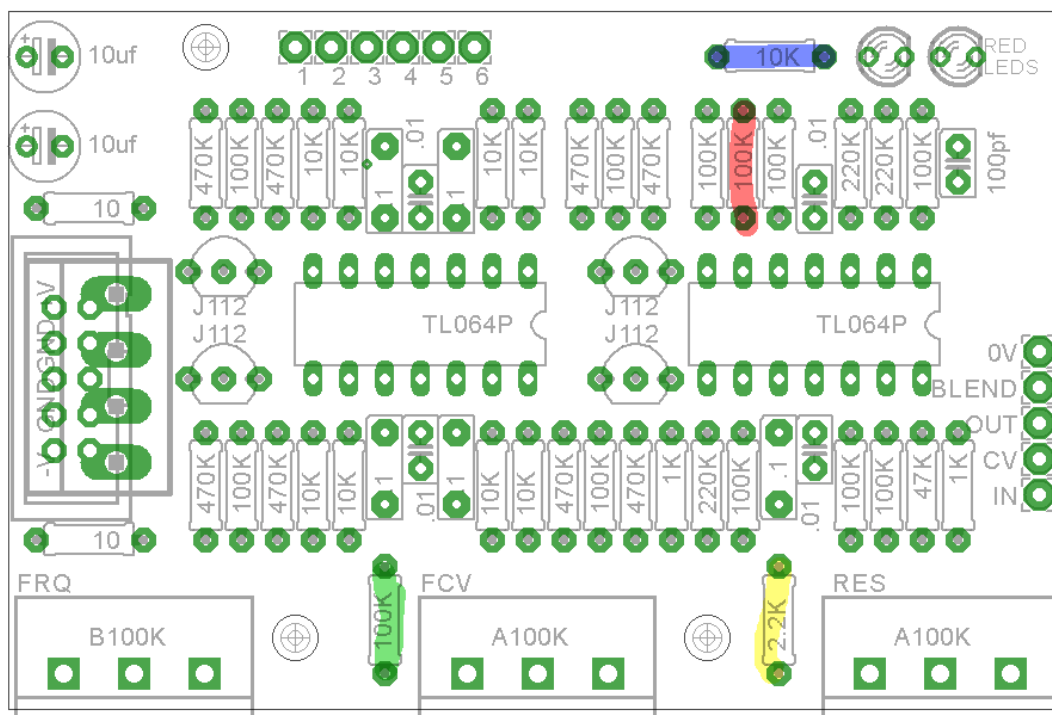 +
10uf
1 2 3 4 5 6
10K
RED
LEDS
+
10uf
470K
100K
470K
10K
10K
1
.01
1
10K
10K
470K
100K
470K
100K
100K
100K
.01
220K
220K
100K
100pf
10
J112
J112
TL064P
J112
J112
TL064P
+V
GND
GND
-V
0V
BLEND
OUT
CV
IN
470K
100K
470K
10K
10K
.1
.01
.1
10K
10K
470K
470K
470K
1K
220K
100K
.1
.01
100K
100K
47K
1K
10
FRQ
B100K
100K
FCV
A100K
2.2K
RES
A100K